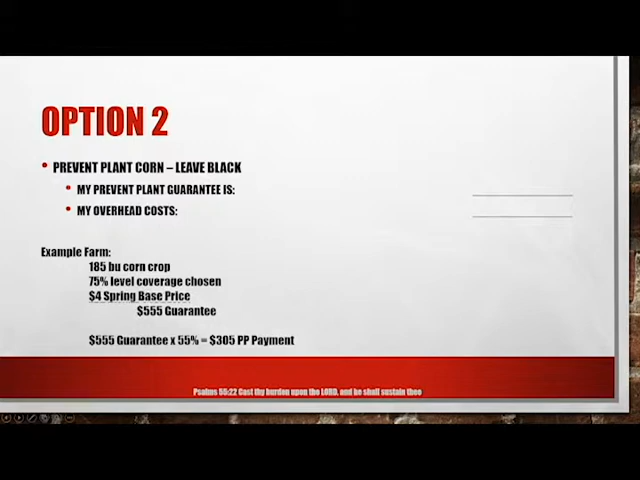 OPTION 2
• PREVENT PLANT CORN – LEAVE BLACK
• MY PREVENT PLANT GUARANTEE IS:
• MY OVERHEAD COSTS:
Example Farm:
185 bu corn crop
75% level coverage chosen
$4 Spring Base Price
$555 Guarantee
$555 Guarantee x 55% = $305 PP Payment
Psalms 55:22 Cast thy burden upon the LORD, and he shall sustain thee